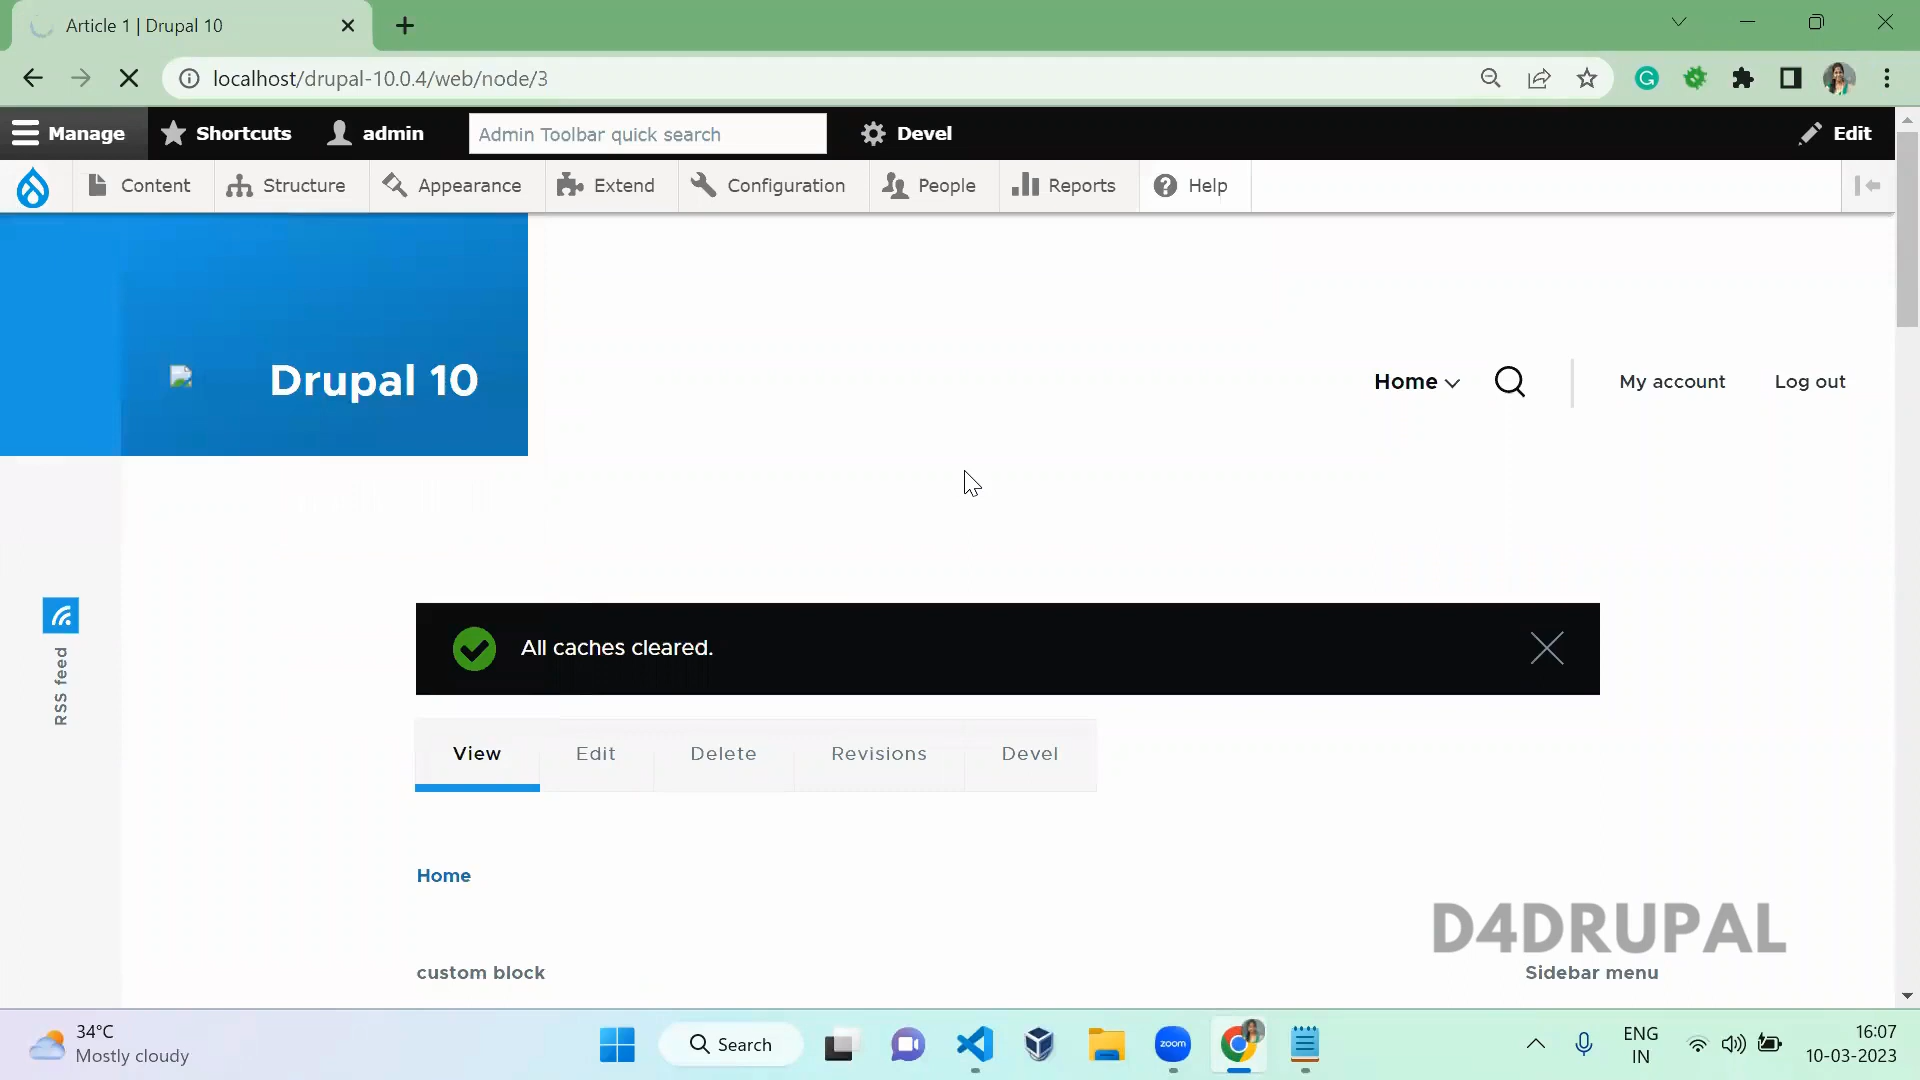 Article 1 | Drupal 10
localhost/drupal-10.0.4/web/node/3
Manage Shortcuts admin Admin Toolbar quick search Devel Edit
Content Structure Appearance Extend Configuration People Reports Help
Drupal 10
Home My account Log out
RSS feed
All caches cleared.
View Edit Delete Revisions Devel
Home
D4DRUPAL
custom block Sidebar menu
34°C
Mostly cloudy
Search
zoom
ENG
IN
16:07
10-03-2023